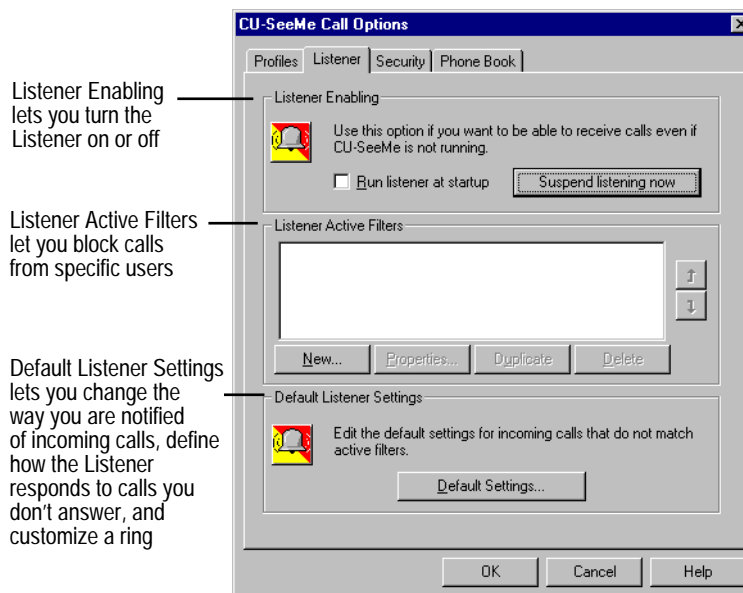 CU-SeeMe Call Options
Profiles Listener Security Phone Book
Listener Enabling
lets you turn the
Listener on or off
Listener Enabling
Use this option if you want to be able to receive calls even if
CU-SeeMe is not running.
Run listener at startup
Suspend listening now
Listener Active Filters
let you block calls
from specific users
Listener Active Filters
New... Properties... Duplicate Delete
Default Listener Settings
lets you change the
way you are notified
of incoming calls, define
how the Listener
responds to calls you
don't answer, and
customize a ring
Default Listener Settings
Edit the default settings for incoming calls that do not match
active filters.
Default Settings...
OK Cancel Help